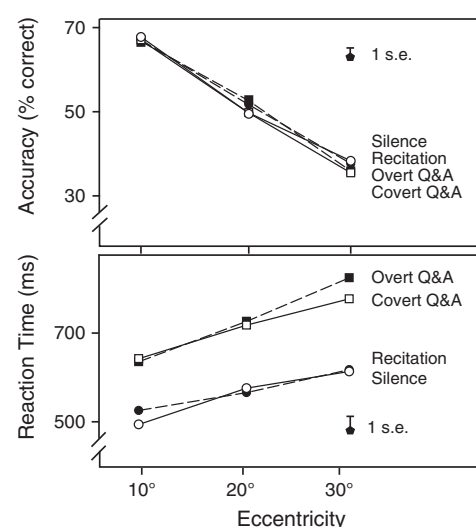 Accuracy (% correct)
70
50
30
1 s.e.
Silence
Recitation
Overt Q&A
Covert Q&A
Reaction Time (ms)
700
500
Overt Q&A
Covert Q&A
Recitation
Silence
1 s.e.
10° 20° 30°
Eccentricity